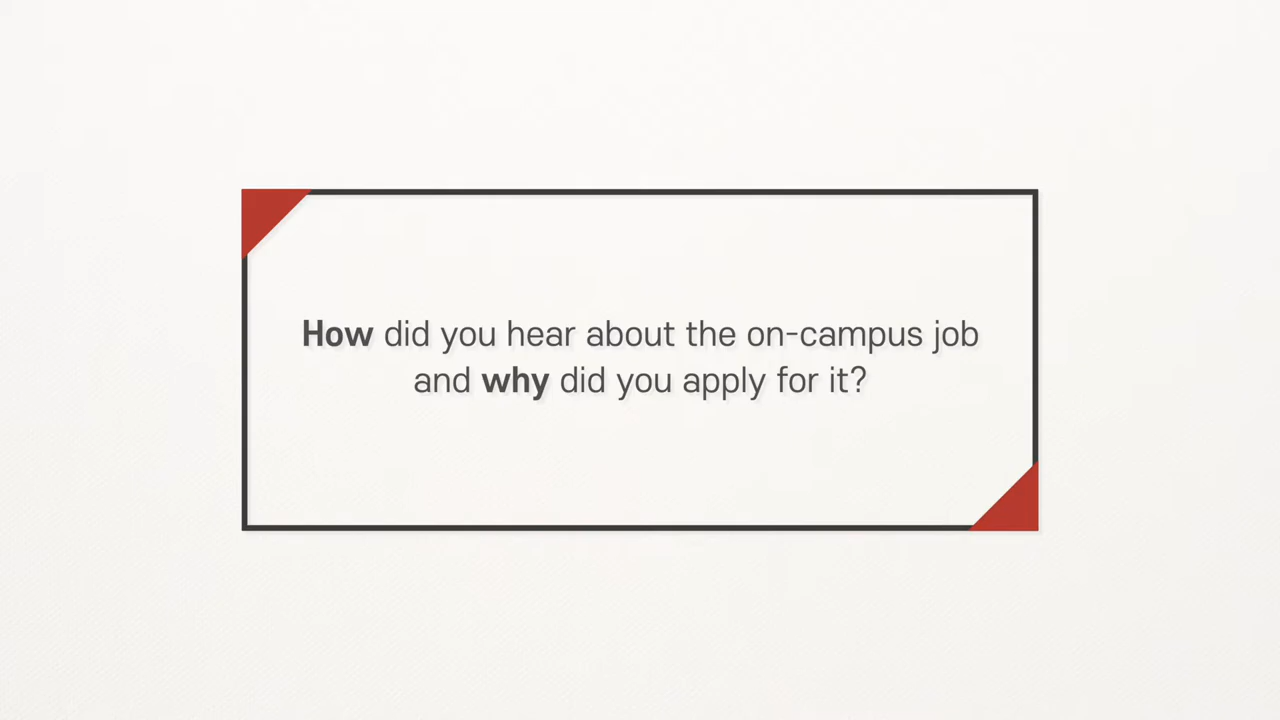 How did you hear about the on-campus job
and why did you apply for it?